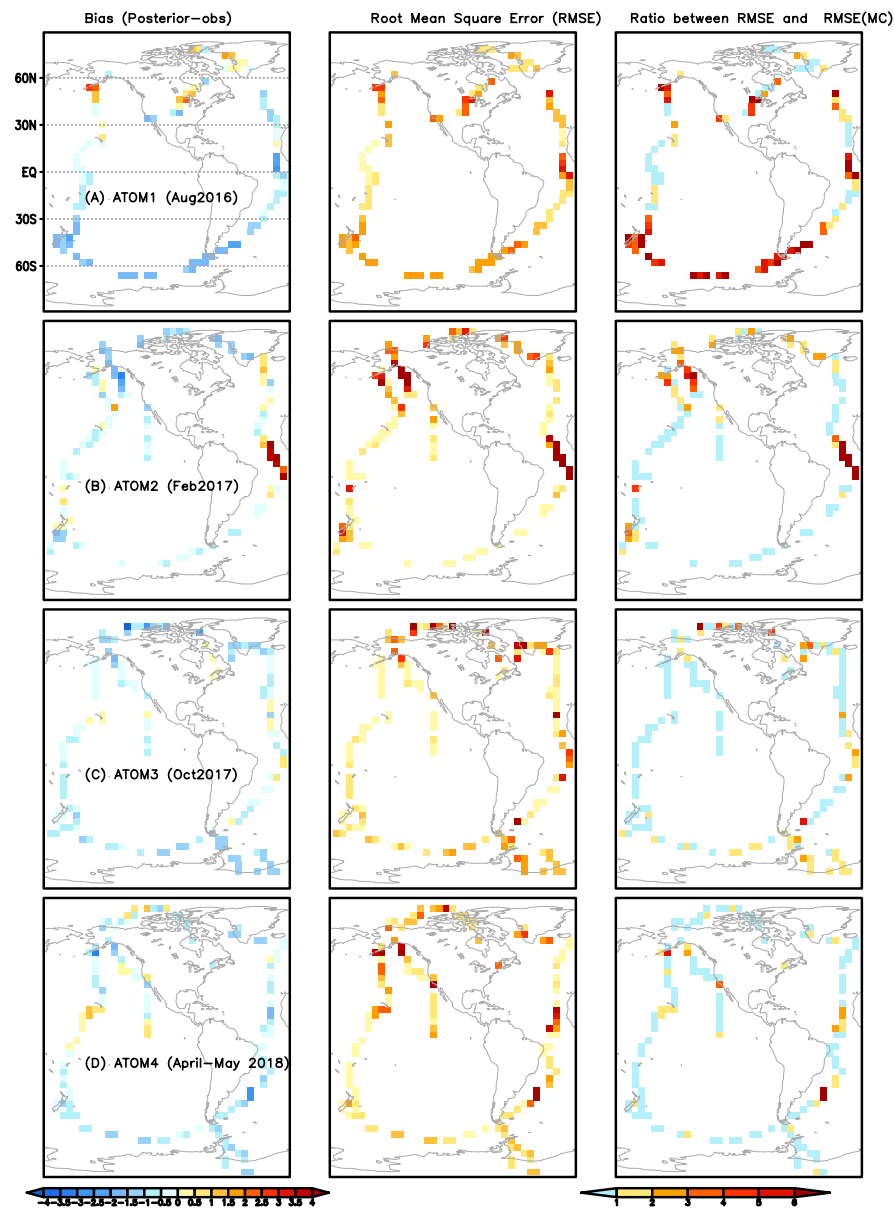 Bias (Posterior-obs) Root Mean Square Error (RMSE) Ratio between RMSE and RMSE(MC)
60N
30N
EQ
(A) ATOM1 (Aug2016)
30S
60S
(B) ATOM2 (Feb2017)
(C) ATOM3 (Oct2017)
(D) ATOM4 (April-May 2018)
-4 -3.5 -3 -2.5 -2 -1.5 -1 -0.5 0 0.5 1 1.5 2 2.5 3 3.5 4 1 2 3 4 5 6